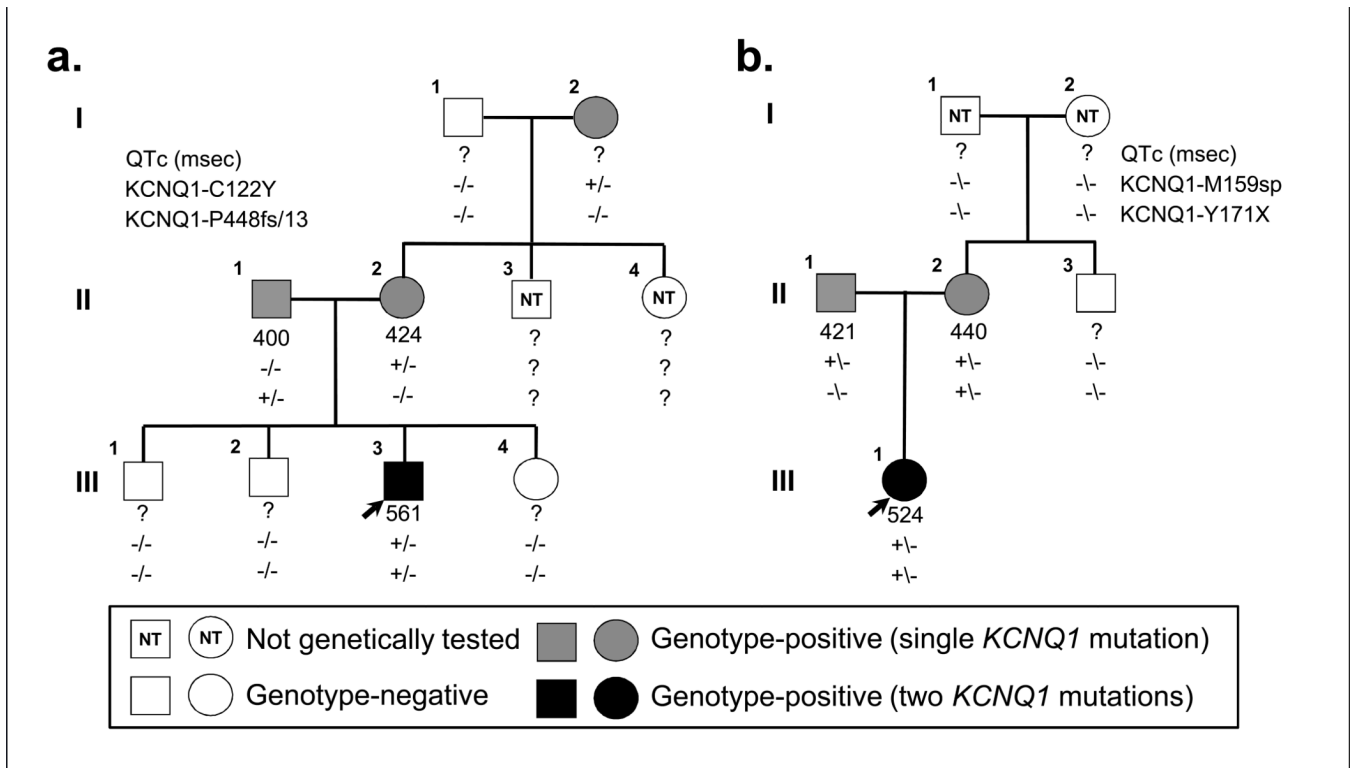 a.
b.
I
1
2
?
?
QTc (msec)
KCNQ1-C122Y
-/-
+/-
KCNQ1-P448fs/13
-/-
-/-
II
1
2
3
4
NT
NT
400
424
?
?
-/-
+/-
?
?
+/-
-/-
?
?
III
1
2
3
4
?
?
561
?
-/-
-/-
+/-
-/-
-/-
-/-
+/-
-/-
I
1
2
NT
NT
?
?
QTc (msec)
-\-
-\-
KCNQ1-M159sp
-\-
-\-
KCNQ1-Y171X
II
1
2
3
421
440
?
+\-
+\-
-\-
-\-
+\-
-\-
III
1
524
+\-
+\-
NT
NT
Not genetically tested
Genotype-positive (single KCNQ1 mutation)
Genotype-negative
Genotype-positive (two KCNQ1 mutations)